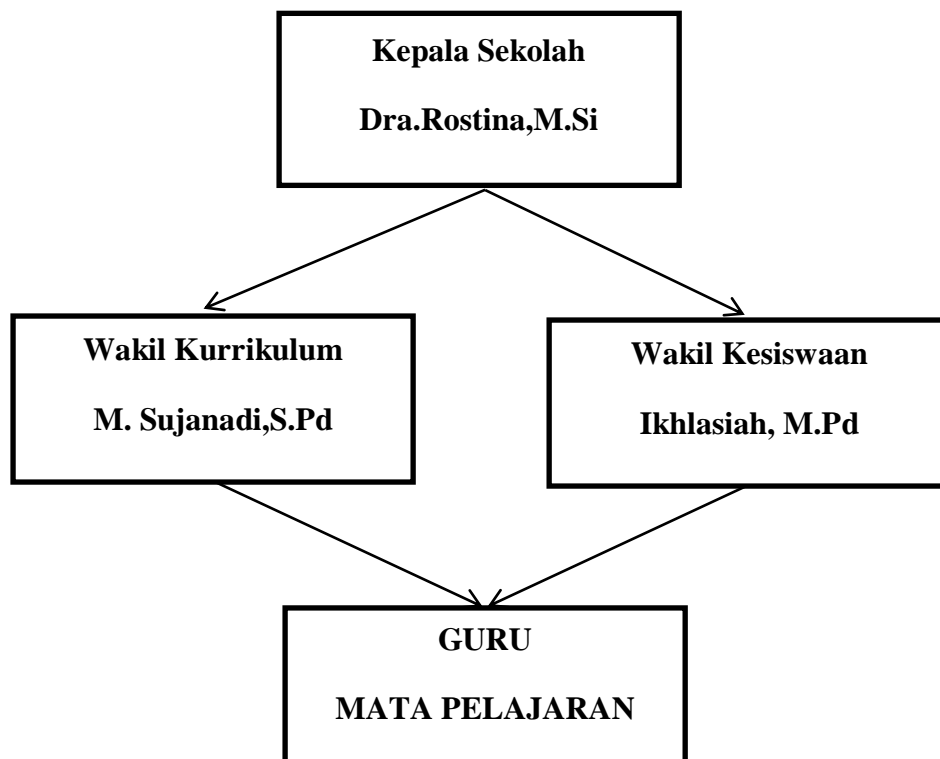 Kepala Sekolah
Dra.Rostina,M.Si
Wakil Kurrikulum
M. Sujanadi,S.Pd
Wakil Kesiswaan
Ikhlasiah, M.Pd
GURU
MATA PELAJARAN